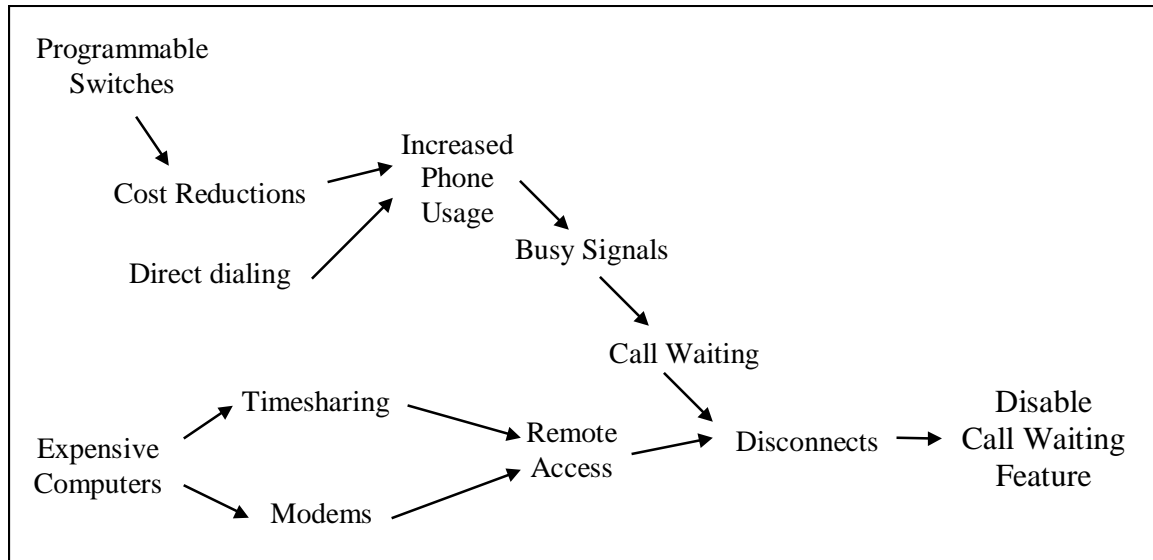 Programmable
Switches
Cost Reductions
Increased
Phone
Usage
Direct dialing
Busy Signals
Call Waiting
Timesharing
Expensive
Computers
Modems
Remote
Access
Disconnects
Disable
Call Waiting
Feature